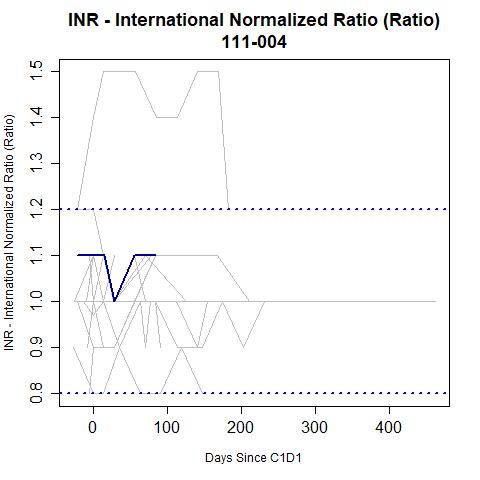 INR - International Normalized Ratio (Ratio)
111-004
INR - International Normalized Ratio (Ratio)
1.5
1.4
1.3
1.2
1.1
1.0
0.9
0.8
0 100 200 300 400
Days Since C1D1